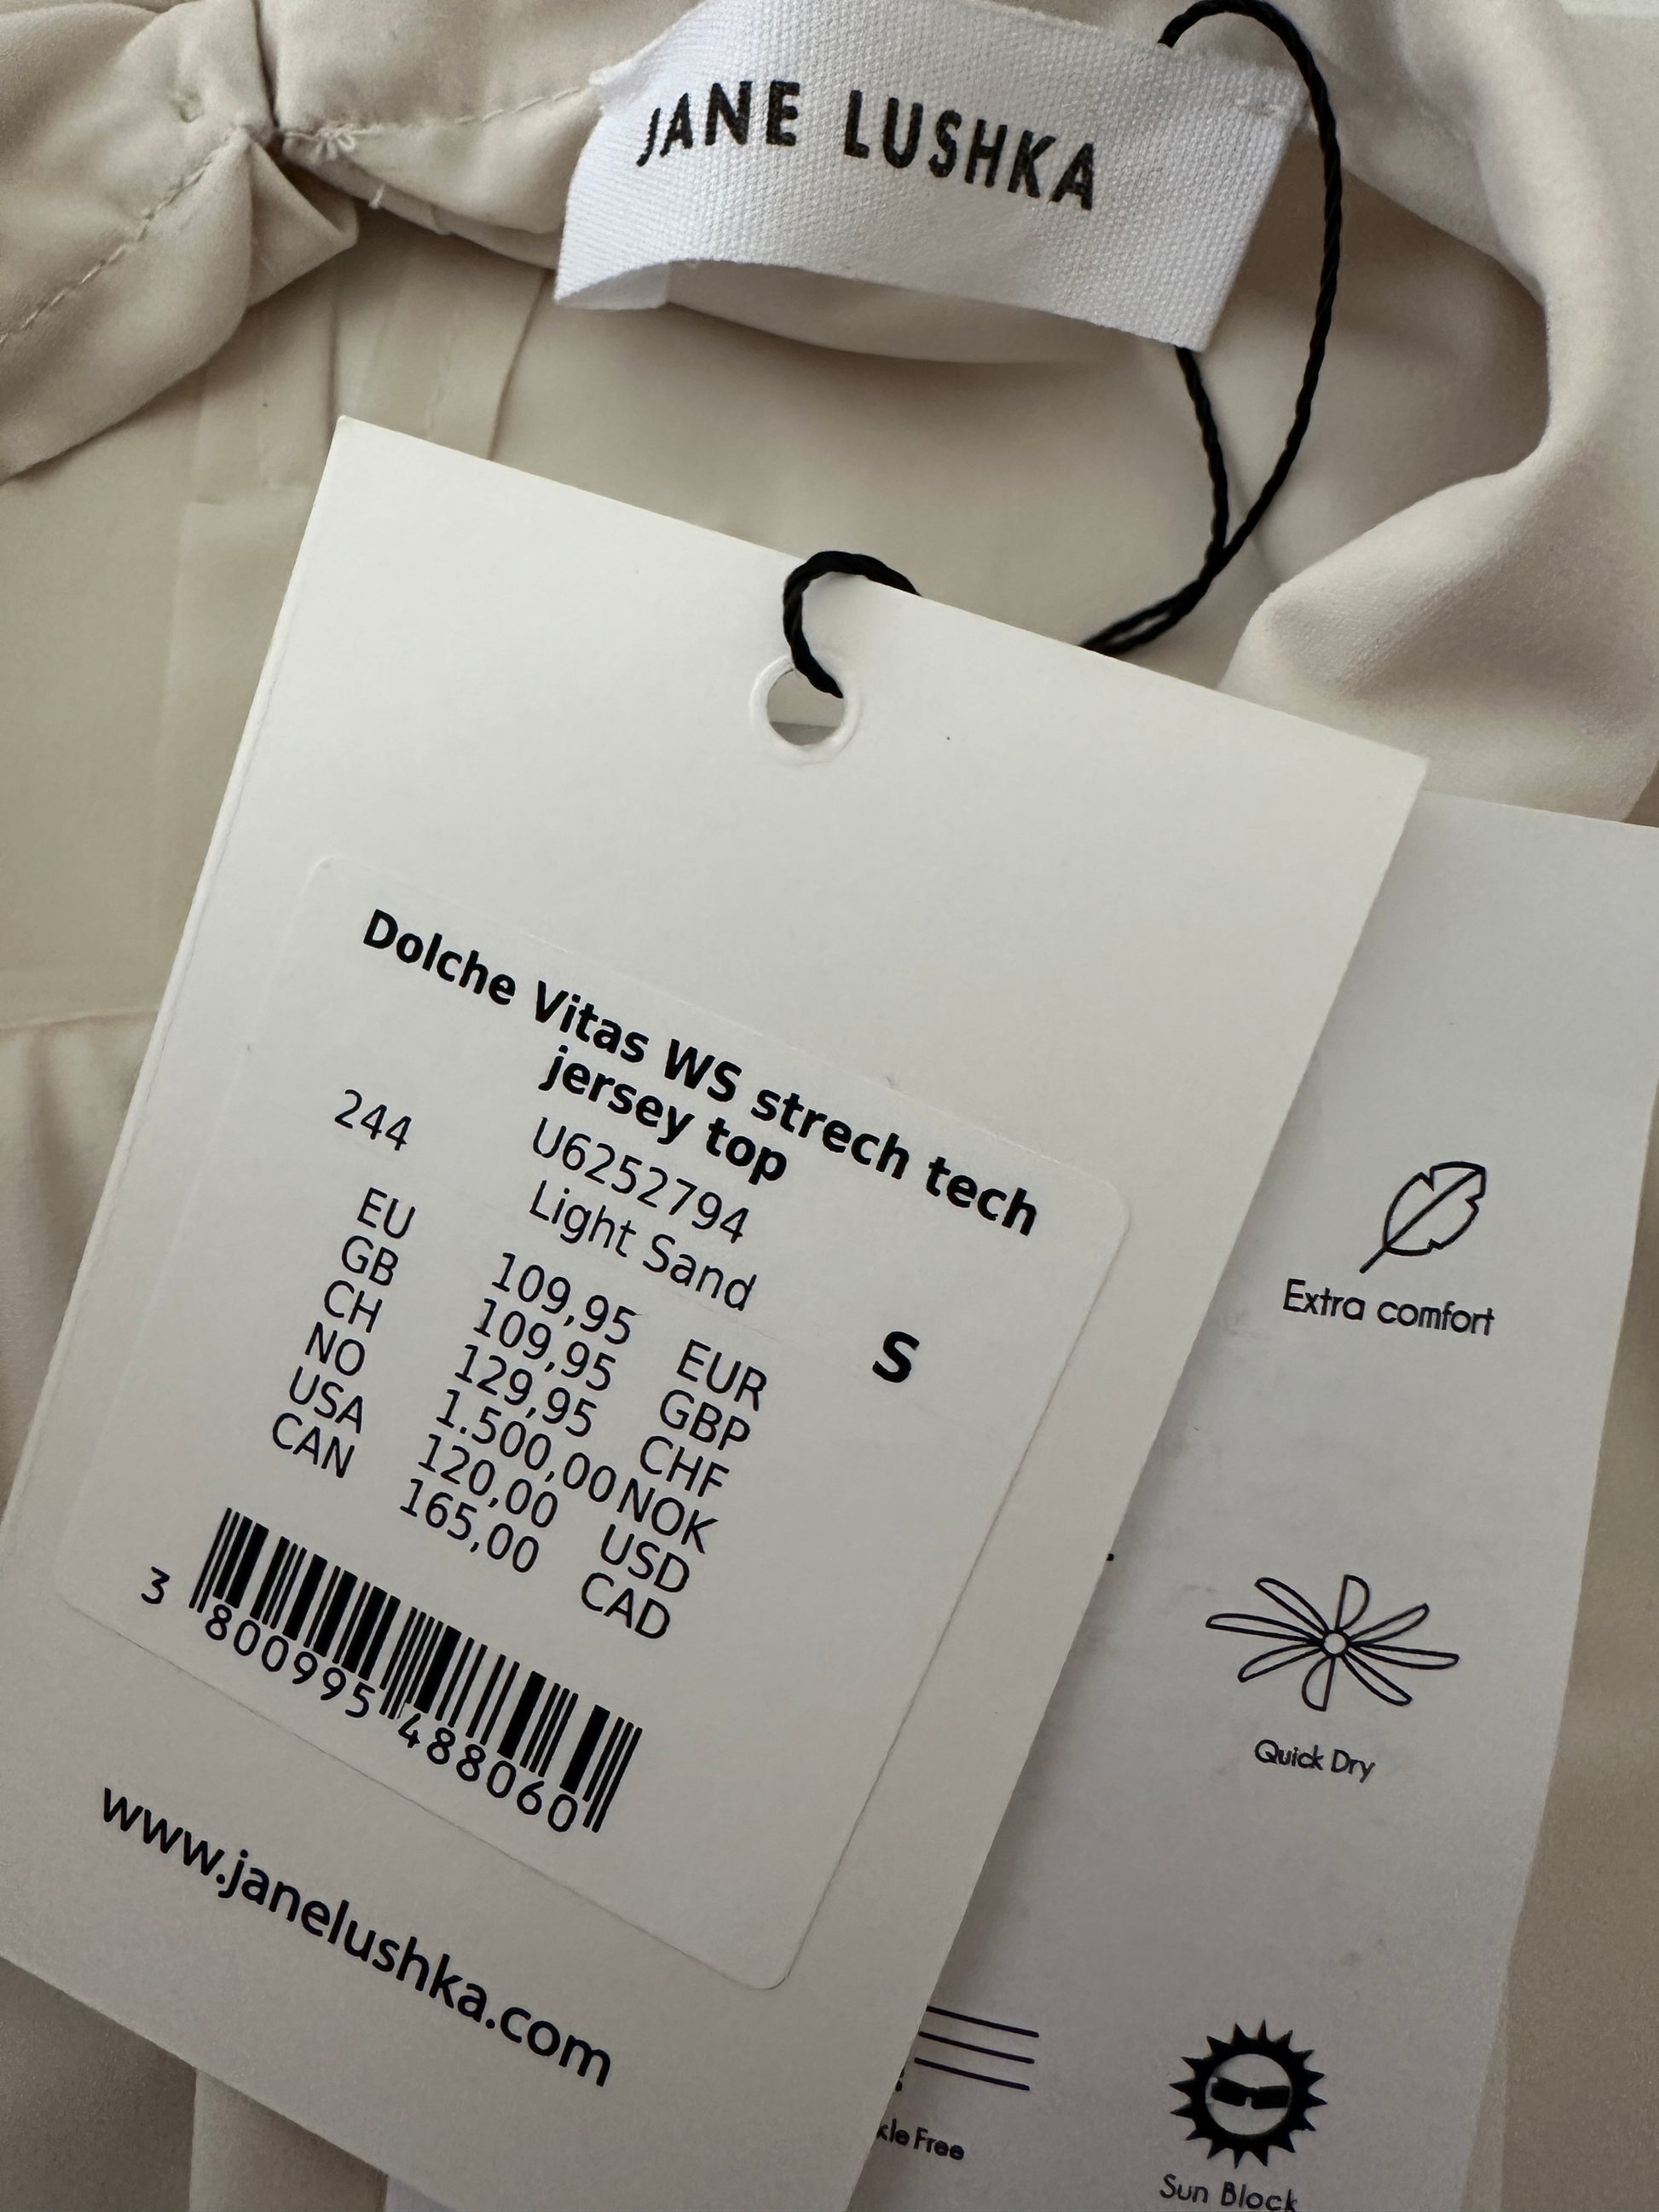 JANE LUSHKA
Dolche Vitas WS strech tech
jersey top
244 U6252794
Light Sand
S
EU 109,95 EUR
GB 109,95 GBP
CH 129,95 CHF
NO 1.500,00 NOK
USA 120,00 USD
CAN 165,00 CAD
3 800995 488060
www.janelushka.com
Extra comfort
Quick Dry
Free
Sun Block